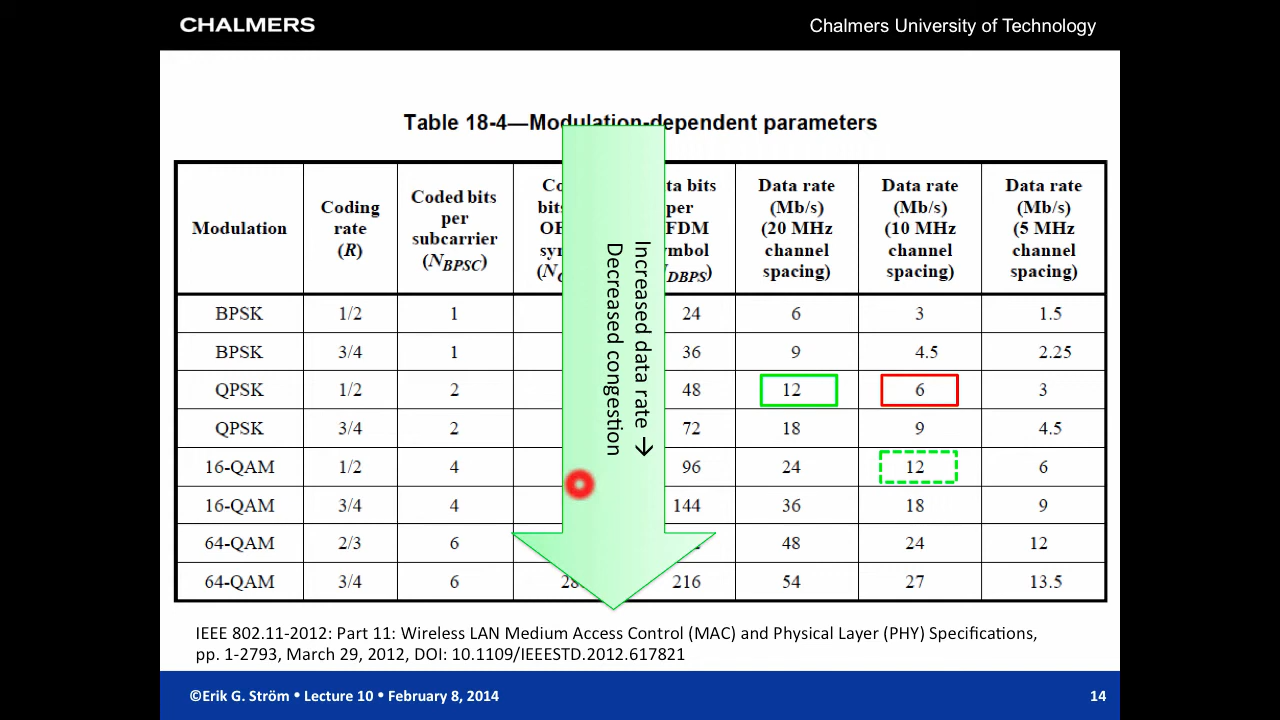 CHALMERS
Chalmers University of Technology
Table 18-4—Modulation-dependent parameters
Modulation
Coding
rate
(R)
Coded bits
per
subcarrier
(N_BPSC)
Data rate
(Mb/s)
(20 MHz
channel
spacing)
Data rate
(Mb/s)
(10 MHz
channel
spacing)
Data rate
(Mb/s)
(5 MHz
channel
spacing)
BPSK 1/2 1 24 6 3 1.5
BPSK 3/4 1 36 9 4.5 2.25
QPSK 1/2 2 48 12 6 3
QPSK 3/4 2 72 18 9 4.5
16-QAM 1/2 4 96 24 12 6
16-QAM 3/4 4 144 36 18 9
64-QAM 2/3 6 48 24 12
64-QAM 3/4 6 216 54 27 13.5
Increased data rate →
Decreased congestion
IEEE 802.11-2012: Part 11: Wireless LAN Medium Access Control (MAC) and Physical Layer (PHY) Specifications,
pp. 1-2793, March 29, 2012, DOI: 10.1109/IEEESTD.2012.617821
©Erik G. Ström • Lecture 10 • February 8, 2014
14